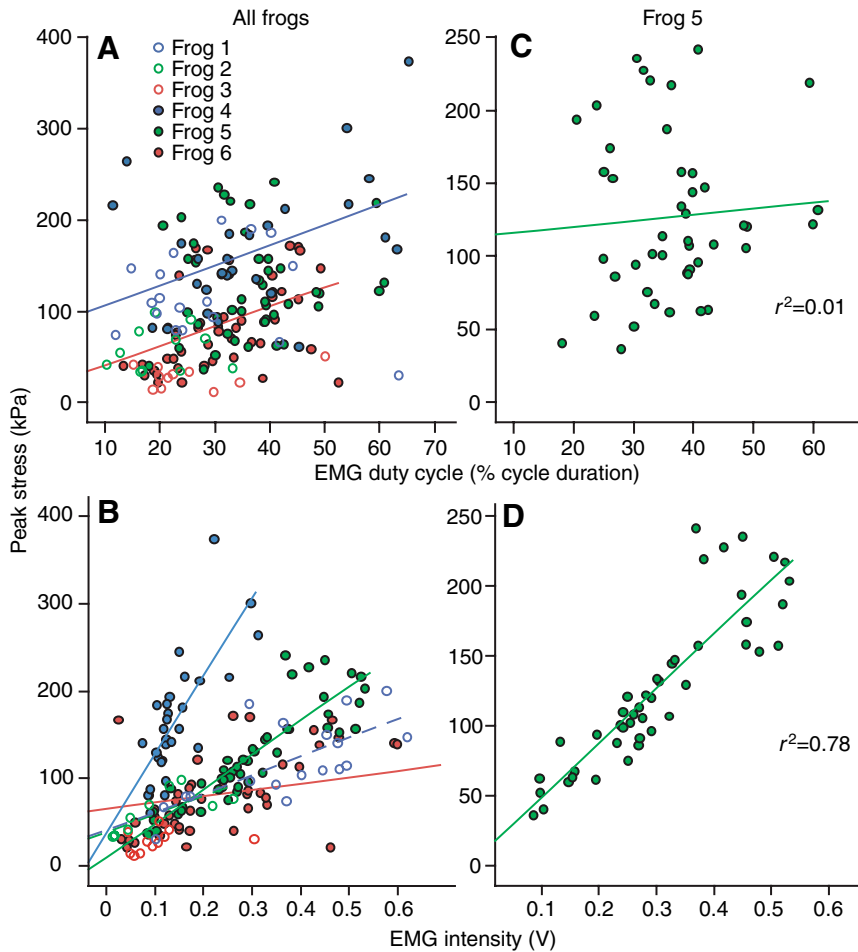 All frogs
Frog 5
A
Frog 1
Frog 2
Frog 3
Frog 4
Frog 5
Frog 6
400
300
200
100
0
10 20 30 40 50 60 70
C
250
200
150
100
50
0
r²=0.01
10 20 30 40 50 60
EMG duty cycle (% cycle duration)
Peak stress (kPa)
B
400
300
200
100
0
0 0.1 0.2 0.3 0.4 0.5 0.6
D
250
200
150
100
50
0
r²=0.78
0.1 0.2 0.3 0.4 0.5 0.6
EMG intensity (V)